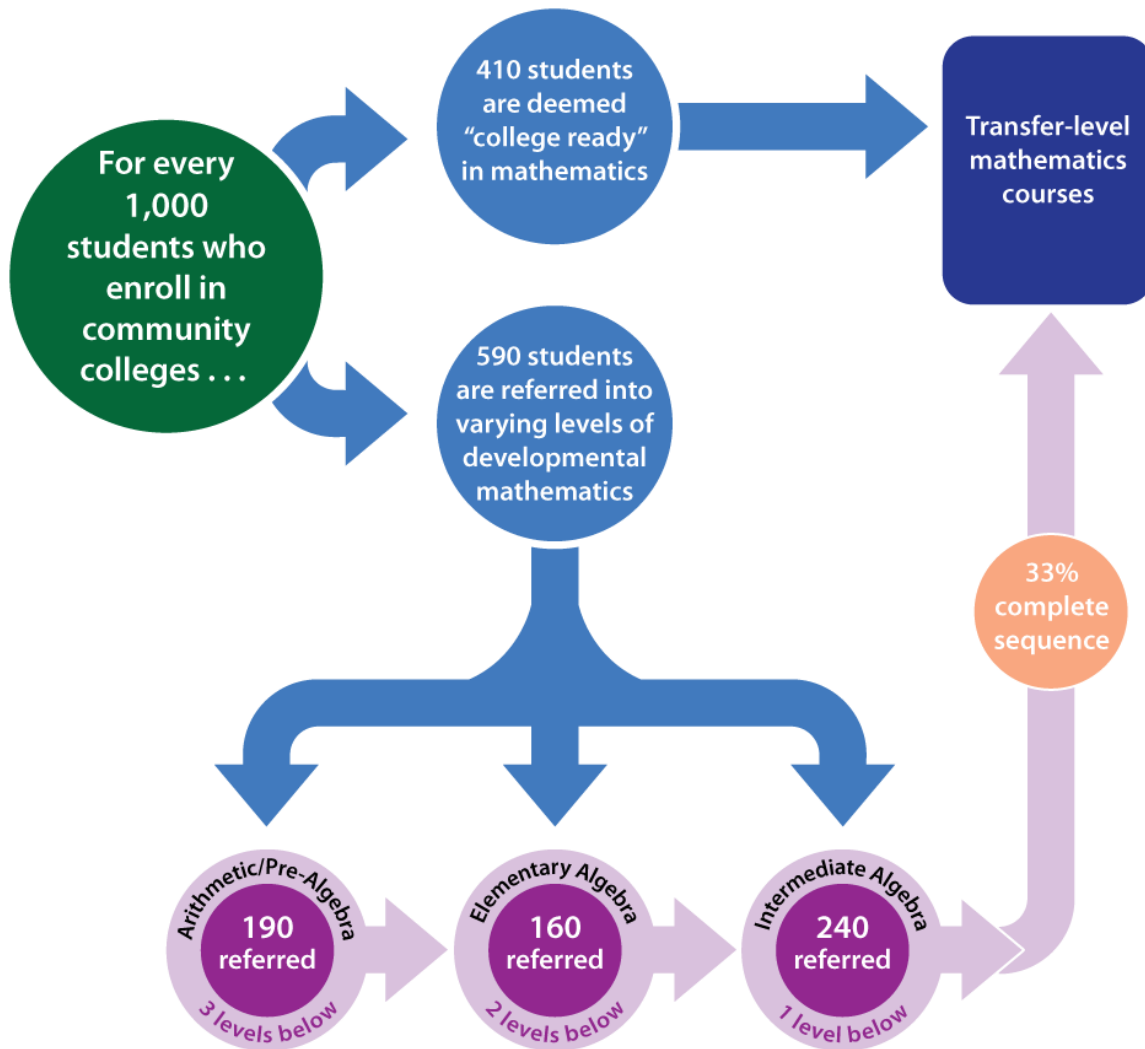 For every
1,000
students who
enroll in
community
colleges . . .
410 students
are deemed
“college ready”
in mathematics
Transfer-level
mathematics
courses
590 students
are referred into
varying levels of
developmental
mathematics
33%
complete
sequence
Arithmetic/Pre-Algebra
190
referred
3 levels below
Elementary Algebra
160
referred
2 levels below
Intermediate Algebra
240
referred
1 level below